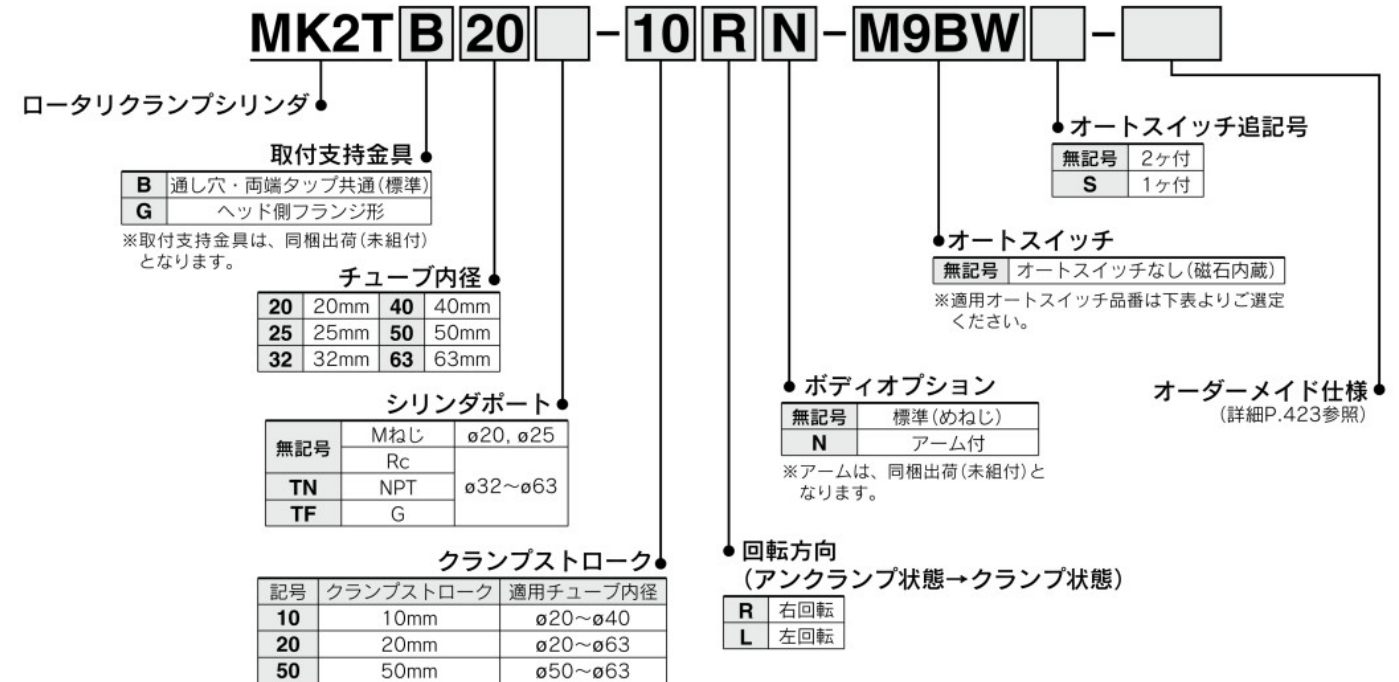 MK2T B 20 - 10 R N - M9BW -
ロータリクランプシリンダ
取付支持金具
B 通し穴・両端タップ共通(標準)
G ヘッド側フランジ形
※取付支持金具は、同梱出荷(未組付)
となります。
チューブ内径
20 20mm 40 40mm
25 25mm 50 50mm
32 32mm 63 63mm
シリンダポート
無記号 Mねじ ø20, ø25
Rc ø32～ø63
TN NPT
TF G
クランプストローク
記号 クランプストローク 適用チューブ内径
10 10mm ø20～ø40
20 20mm ø20～ø63
50 50mm ø50～ø63
回転方向
(アンクランプ状態→クランプ状態)
R 右回転
L 左回転
ボディオプション
無記号 標準(めねじ)
N アーム付
※アームは、同梱出荷(未組付)と
なります。
オートスイッチ
無記号 オートスイッチなし(磁石内蔵)
※適用オートスイッチ品番は下表よりご選定
ください。
オートスイッチ追記号
無記号 2ヶ付
S 1ヶ付
オーダーメイド仕様
(詳細P.423参照)